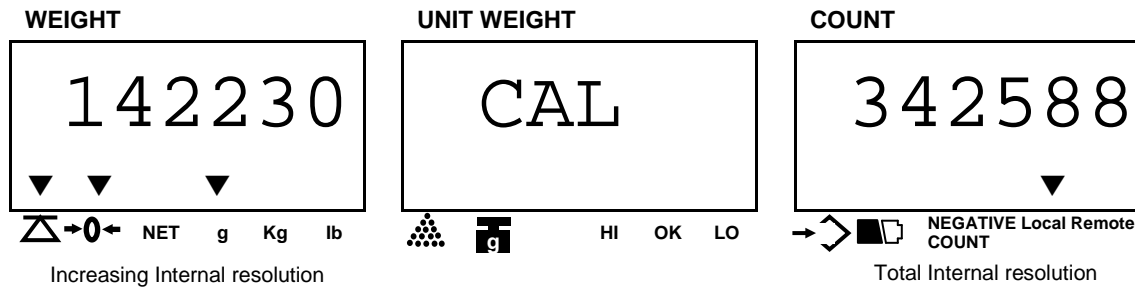 WEIGHT UNIT WEIGHT COUNT
142230 CAL 342588
→0← NET g Kg lb g HI OK LO NEGATIVE Local Remote
COUNT
Increasing Internal resolution Total Internal resolution